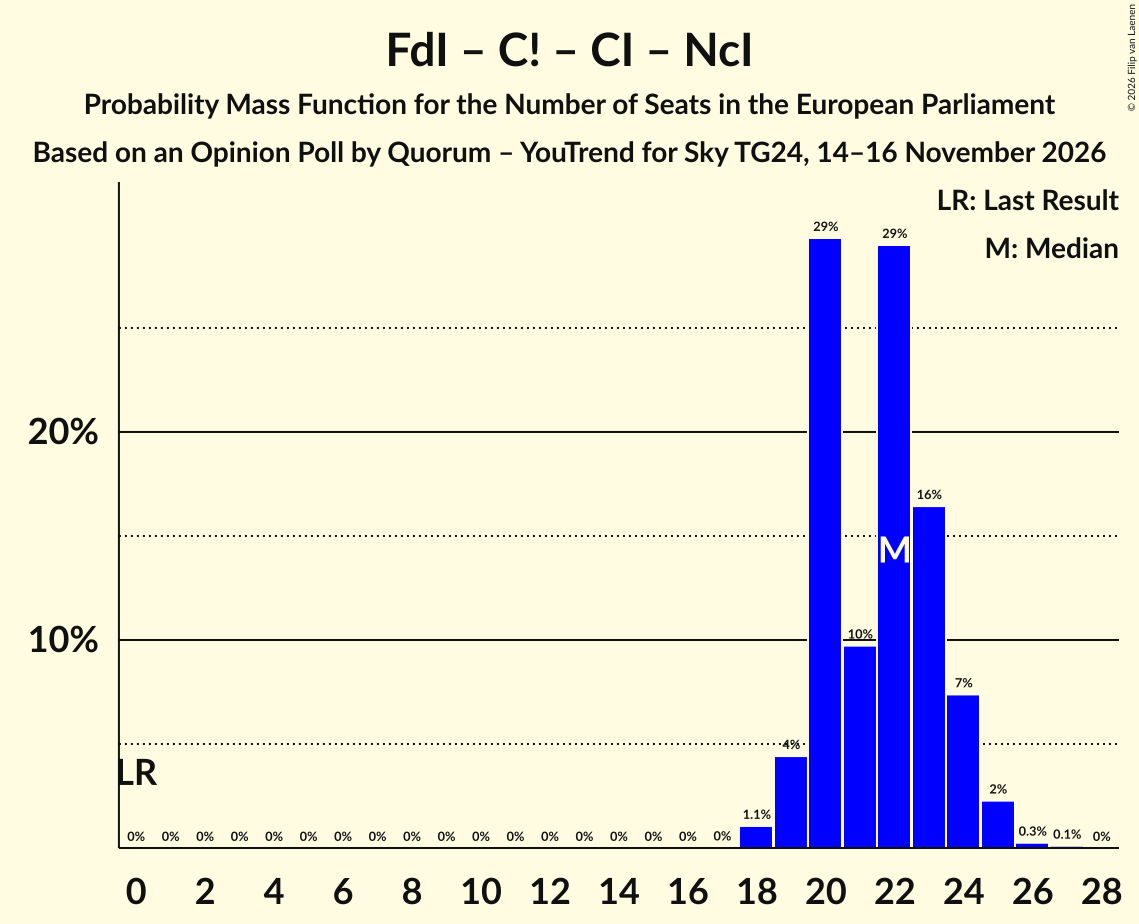 FdI – C! – CI – NcI
Probability Mass Function for the Number of Seats in the European Parliament
Based on an Opinion Poll by Quorum – YouTrend for Sky TG24, 14–16 November 2026
© 2026 Filip van Laenen
LR: Last Result
M: Median
20%
10%
LR
M
0% 0% 0% 0% 0% 0% 0% 0% 0% 0% 0% 0% 0% 0% 0% 0% 0% 0% 1.1% 4% 29% 10% 29% 16% 7% 2% 0.3% 0.1% 0%
0 2 4 6 8 10 12 14 16 18 20 22 24 26 28